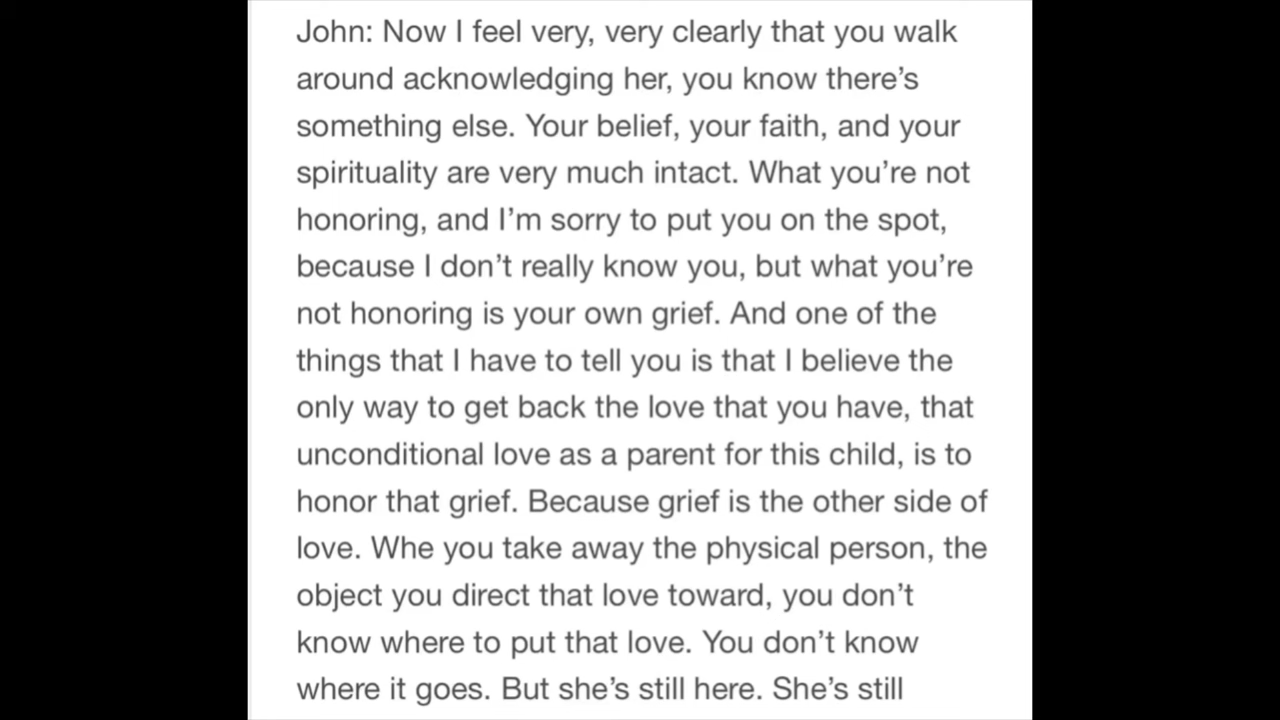 John: Now I feel very, very clearly that you walk
around acknowledging her, you know there’s
something else. Your belief, your faith, and your
spirituality are very much intact. What you’re not
honoring, and I’m sorry to put you on the spot,
because I don’t really know you, but what you’re
not honoring is your own grief. And one of the
things that I have to tell you is that I believe the
only way to get back the love that you have, that
unconditional love as a parent for this child, is to
honor that grief. Because grief is the other side of
love. Whe you take away the physical person, the
object you direct that love toward, you don’t
know where to put that love. You don’t know
where it goes. But she’s still here. She’s still